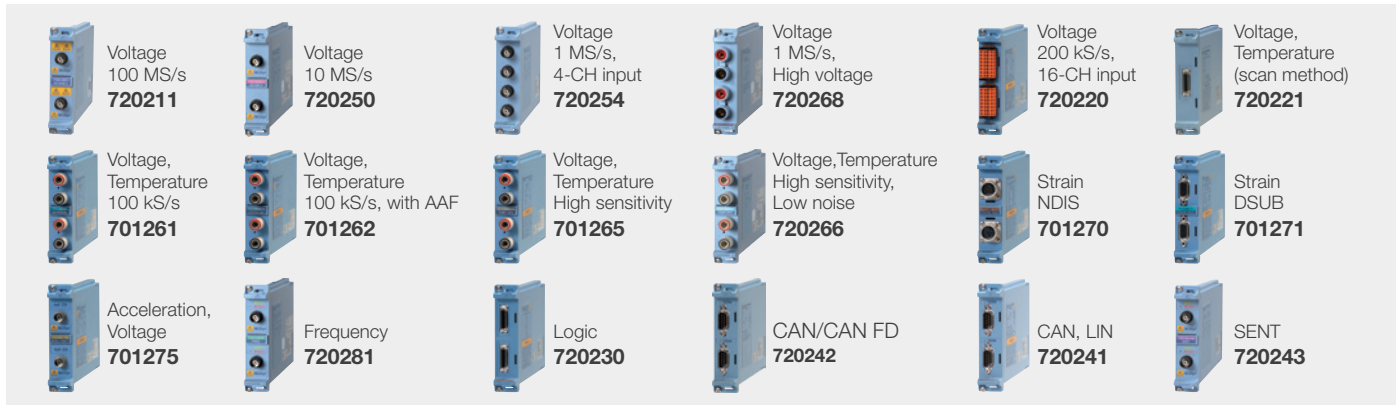 Voltage
100 MS/s
720211
Voltage
10 MS/s
720250
Voltage
1 MS/s,
4-CH input
720254
Voltage
1 MS/s,
High voltage
720268
Voltage
200 kS/s,
16-CH input
720220
Voltage,
Temperature
(scan method)
720221
Voltage,
Temperature
100 kS/s
701261
Voltage,
Temperature
100 kS/s, with AAF
701262
Voltage,
Temperature
High sensitivity
701265
Voltage,Temperature
High sensitivity,
Low noise
720266
Strain
NDIS
701270
Strain
DSUB
701271
Acceleration,
Voltage
701275
Frequency
720281
Logic
720230
CAN/CAN FD
720242
CAN, LIN
720241
SENT
720243